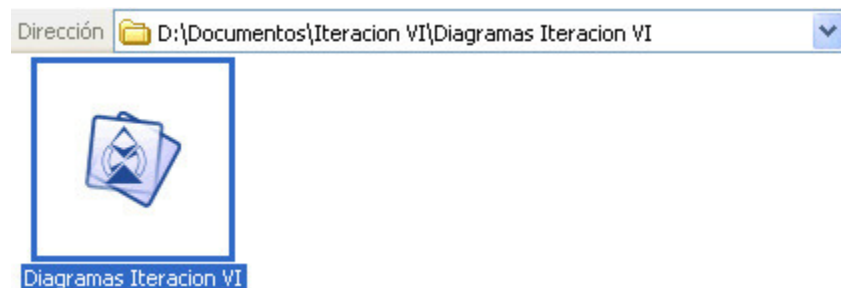 Dirección D:\Documentos\Iteracion VI\Diagramas Iteracion VI
Diagramas Iteracion VI